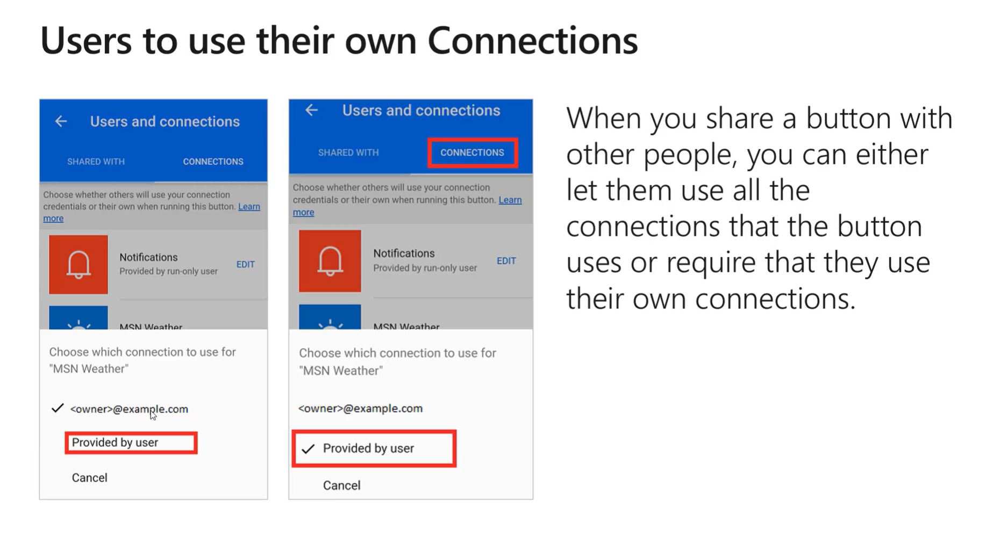 Users to use their own Connections
Users and connections
SHARED WITH
CONNECTIONS
Choose whether others will use your connection
credentials or their own when running this button. Learn
more
Notifications
Provided by run-only user
EDIT
MSN Weather
Choose which connection to use for
"MSN Weather"
<owner>@example.com
Provided by user
Cancel
Users and connections
SHARED WITH
CONNECTIONS
Choose whether others will use your connection
credentials or their own when running this button. Learn
more
Notifications
Provided by run-only user
EDIT
MSN Weather
Choose which connection to use for
"MSN Weather"
<owner>@example.com
Provided by user
Cancel
When you share a button with
other people, you can either
let them use all the
connections that the button
uses or require that they use
their own connections.